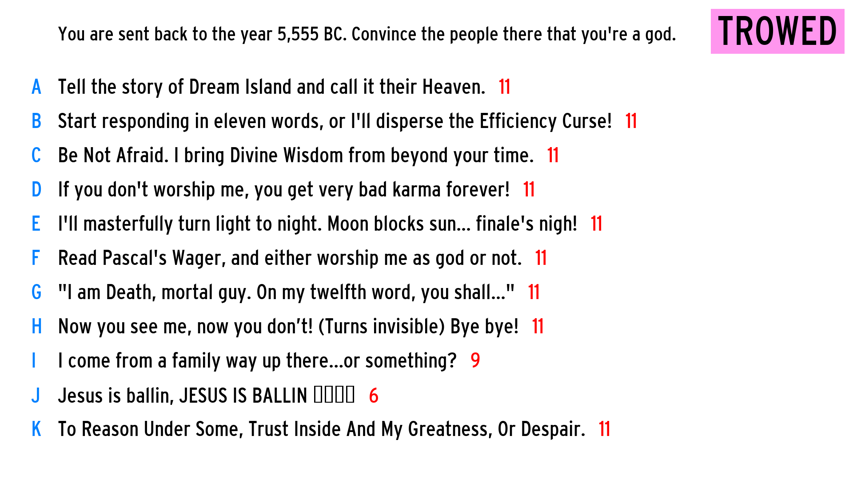 You are sent back to the year 5,555 BC. Convince the people there that you're a god.
TROWED
A Tell the story of Dream Island and call it their Heaven. 11
B Start responding in eleven words, or I'll disperse the Efficiency Curse! 11
C Be Not Afraid. I bring Divine Wisdom from beyond your time. 11
D If you don't worship me, you get very bad karma forever! 11
E I'll masterfully turn light to night. Moon blocks sun... finale's nigh! 11
F Read Pascal's Wager, and either worship me as god or not. 11
G "I am Death, mortal guy. On my twelfth word, you shall..." 11
H Now you see me, now you don’t! (Turns invisible) Bye bye! 11
I I come from a family way up there...or something? 9
J Jesus is ballin, JESUS IS BALLIN 6
K To Reason Under Some, Trust Inside And My Greatness, Or Despair. 11